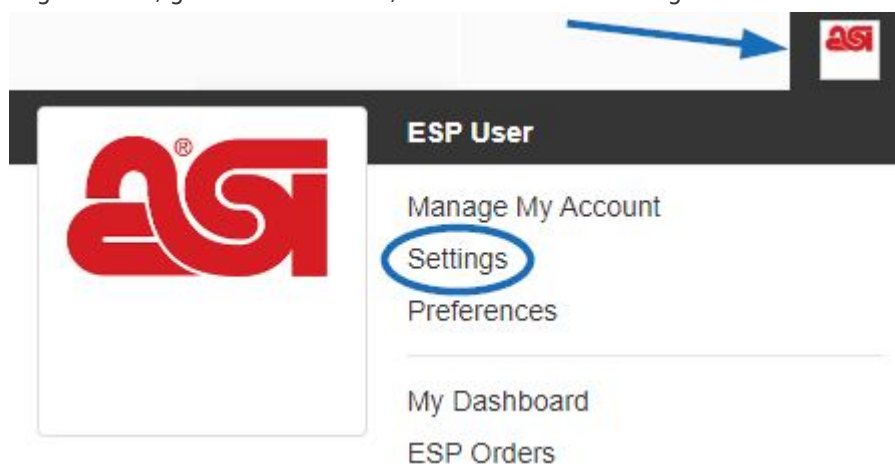 asi
ESP User
asi®
Manage My Account
Settings
Preferences
My Dashboard
ESP Orders